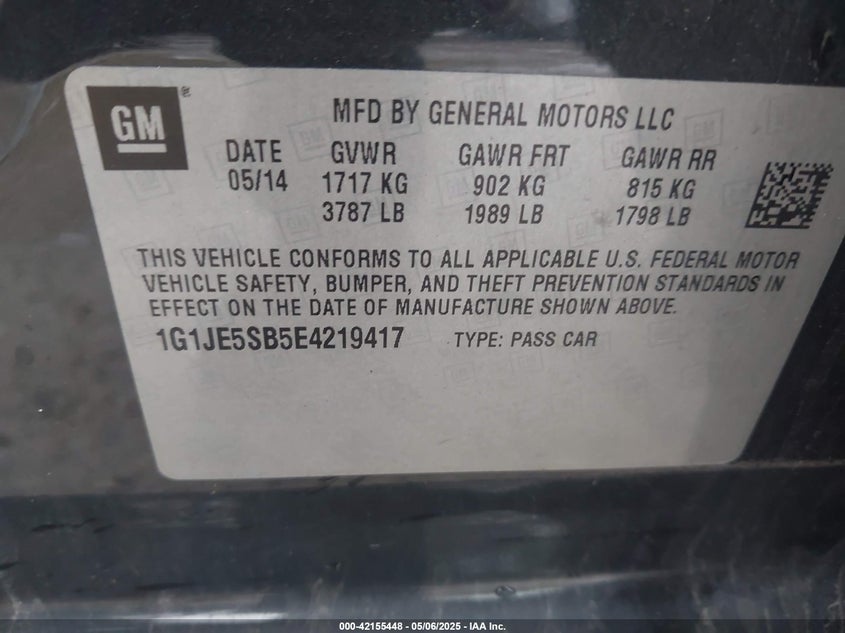 GM ®
MFD BY GENERAL MOTORS LLC
DATE GVWR GAWR FRT GAWR RR
05/14 1717 KG 902 KG 815 KG
3787 LB 1989 LB 1798 LB
THIS VEHICLE CONFORMS TO ALL APPLICABLE U.S. FEDERAL MOTOR
VEHICLE SAFETY, BUMPER, AND THEFT PREVENTION STANDARDS IN
EFFECT ON THE DATE OF MANUFACTURE SHOWN ABOVE.
1G1JE5SB5E4219417 TYPE: PASS CAR
000-42155448 - 05/06/2025 - IAA Inc.